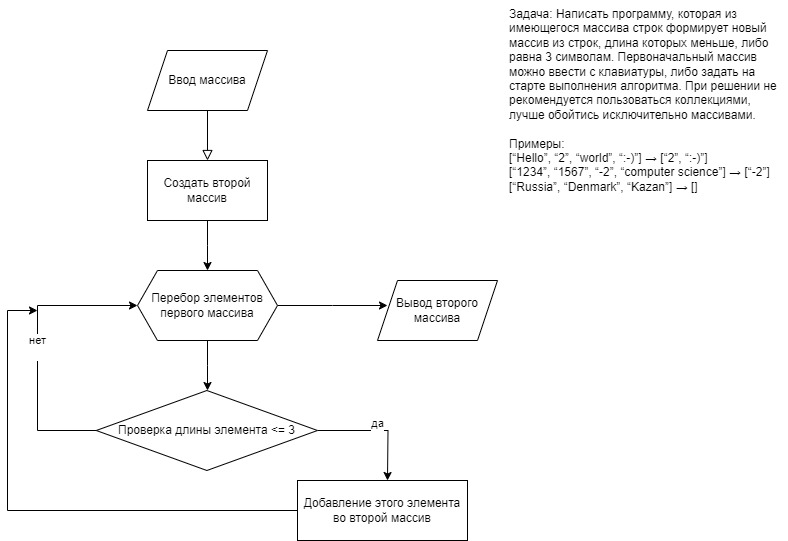 Задача: Написать программу, которая из
имеющегося массива строк формирует новый
массив из строк, длина которых меньше, либо
равна 3 символам. Первоначальный массив
можно ввести с клавиатуры, либо задать на
старте выполнения алгоритма. При решении не
рекомендуется пользоваться коллекциями,
лучше обойтись исключительно массивами.
Примеры:
[“Hello”, “2”, “world”, “:-)”] → [“2”, “:-)”]
[“1234”, “1567”, “-2”, “computer science”] → [“-2”]
[“Russia”, “Denmark”, “Kazan”] → []
Ввод массива
Создать второй
массив
Перебор элементов
первого массива
Вывод второго
массива
нет
Проверка длины элемента <= 3
да
Добавление этого элемента
во второй массив